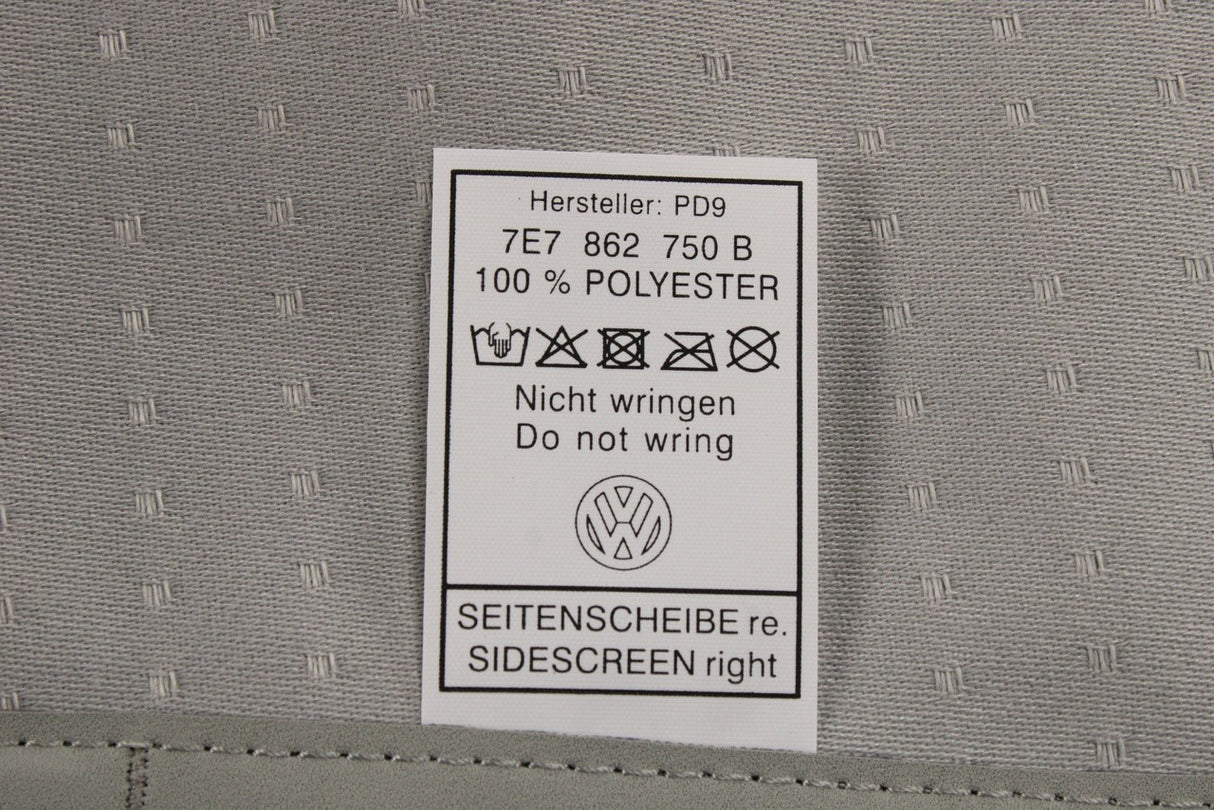 Hersteller: PD9
7E7 862 750 B
100 % POLYESTER
Nicht wringen
Do not wring
SEITENSCHEIBE re.
SIDESCREEN right